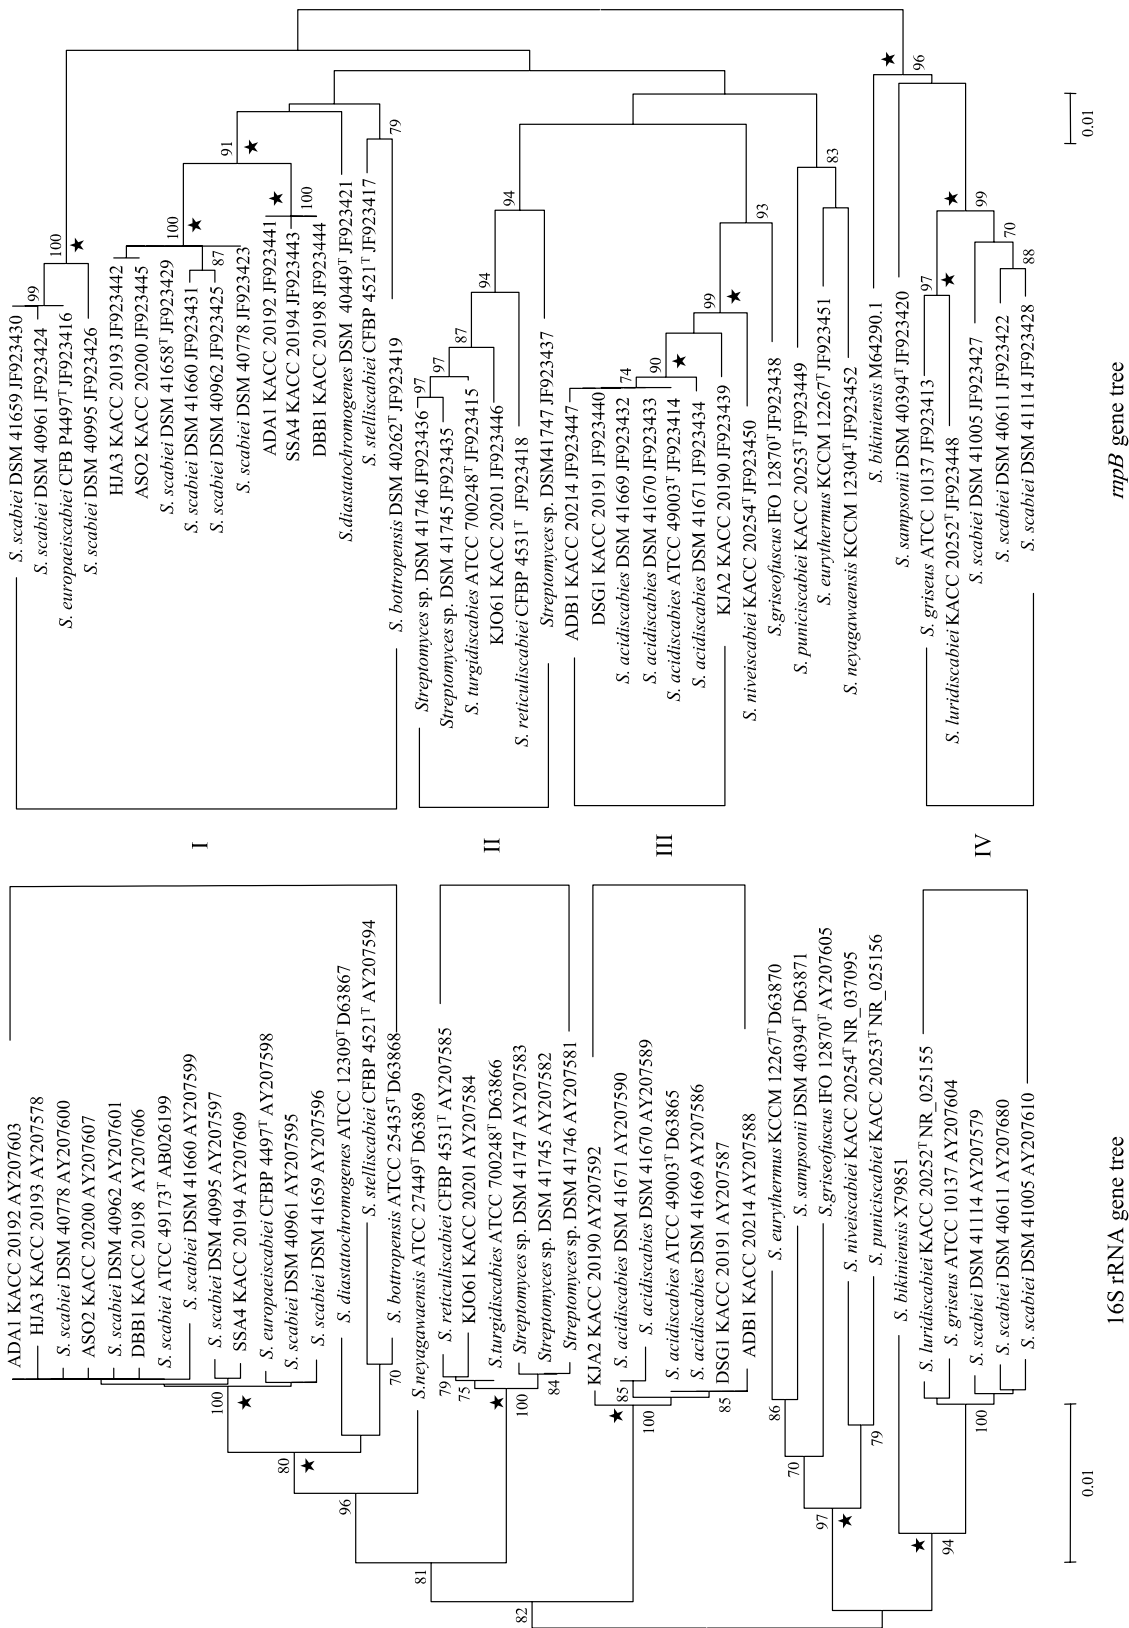 S. scabiei DSM 41659 JF923430
S. scabiei DSM 40961 JF923424
S. europaeiscabiei CFB P4497T JF923416
S. scabiei DSM 40995 JF923426
HJA3 KACC 20193 JF923442
ASO2 KACC 20200 JF923445
S. scabiei DSM 41658T JF923429
S. scabiei DSM 41660 JF923431
S. scabiei DSM 40962 JF923425
S. scabiei DSM 40778 JF923423
ADA1 KACC 20192 JF923441
SSA4 KACC 20194 JF923443
DBB1 KACC 20198 JF923444
S.diastatochromogenes DSM 40449T JF923421
S. stelliscabiei CFBP 4521T JF923417
S. bottropensis DSM 40262T JF923419
Streptomyces sp. DSM 41746 JF923436
Streptomyces sp. DSM 41745 JF923435
S. turgidiscabies ATCC 700248T JF923415
KJO61 KACC 20201 JF923446
S. reticuliscabiei CFBP 4531T JF923418
Streptomyces sp. DSM41747 JF923437
ADB1 KACC 20214 JF923447
DSG1 KACC 20191 JF923440
S. acidiscabies DSM 41669 JF923432
S. acidiscabies DSM 41670 JF923433
S. acidiscabies ATCC 49003T JF923414
S. acidiscabies DSM 41671 JF923434
KJA2 KACC 20190 JF923439
S. niveiscabiei KACC 20254T JF923450
S.griseofuscus IFO 12870T JF923438
S. puniciscabiei KACC 20253T JF923449
S. eurythermus KCCM 12267T JF923451
S. neyagawaensis KCCM 12304T JF923452
S. bikiniensis M64290.1
S. sampsonii DSM 40394T JF923420
S. griseus ATCC 10137 JF923413
S. luridiscabiei KACC 20252T JF923448
S. scabiei DSM 41005 JF923427
S. scabiei DSM 40611 JF923422
S. scabiei DSM 41114 JF923428
99
100
100
87
91
100
79
97
97
87
94
94
74
90
99
93
83
96
97
99
70
88
0.01
rnpB gene tree
I
II
III
IV
ADA1 KACC 20192 AY207603
HJA3 KACC 20193 AY207578
S. scabiei DSM 40778 AY207600
ASO2 KACC 20200 AY207607
S. scabiei DSM 40962 AY207601
DBB1 KACC 20198 AY207606
S.scabiei ATCC 49173T AB026199
S. scabiei DSM 41660 AY207599
S. scabiei DSM 40995 AY207597
SSA4 KACC 20194 AY207609
S. europaeiscabiei CFBP 4497T AY207598
S.scabiei DSM 40961 AY207595
S. scabiei DSM 41659 AY207596
S. diastatochromogenes ATCC 12309T D63867
S. stelliscabiei CFBP 4521T AY207594
S. bottropensis ATCC 25435T D63868
S.neyagawaensis ATCC 27449T D63869
S. reticuliscabiei CFBP 4531T AY207585
KJO61 KACC 20201 AY207584
S.turgidiscabies ATCC 700248T D63866
Streptomyces sp. DSM 41747 AY207583
Streptomyces sp. DSM 41745 AY207582
Streptomyces sp. DSM 41746 AY207581
KJA2 KACC 20190 AY207592
S. acidiscabies DSM 41671 AY207590
S. acidiscabies DSM 41670 AY207589
S. acidiscabies ATCC 49003T D63865
S.acidiscabies DSM 41669 AY207586
DSG1 KACC 20191 AY207587
ADB1 KACC 20214 AY207588
S. eurythermus KCCM 12267T D63870
S. sampsonii DSM 40394T D63871
S.griseofuscus IFO 12870T AY207605
S. niveiscabiei KACC 20254T NR_037095
S. puniciscabiei KACC 20253T NR_025156
S. bikiniensis X79851
S. luridiscabiei KACC 20252T NR_025155
S. griseus ATCC 10137 AY207604
S.scabiei DSM 41114 AY207579
S. scabiei DSM 40611 AY207680
S. scabiei DSM 41005 AY207610
100
80
70
96
79
75
100
84
81
85
100
85
82
86
70
79
97
100
94
0.01
16S rRNA gene tree